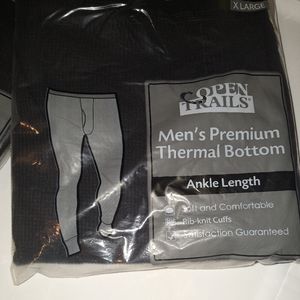 X LARGE
OPEN
TRAILS®
Men's Premium
Thermal Bottom
Ankle Length
Soft and Comfortable
Rib-knit Cuffs
Satisfaction Guaranteed